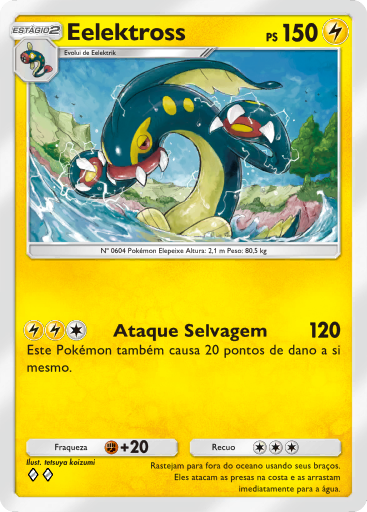 ESTÁGIO2 Eelektross PS 150
Evolui de Eelektrik
Nº 0604 Pokémon Elepeixe Altura: 2,1 m Peso: 80,5 kg
Ataque Selvagem 120
Este Pokémon também causa 20 pontos de dano a si
mesmo.
Fraqueza +20 Recuo
Ilust. tetsuya koizumi
Rastejam para fora do oceano usando seus braços.
Eles atacam as presas na costa e as arrastam
imediatamente para a água.